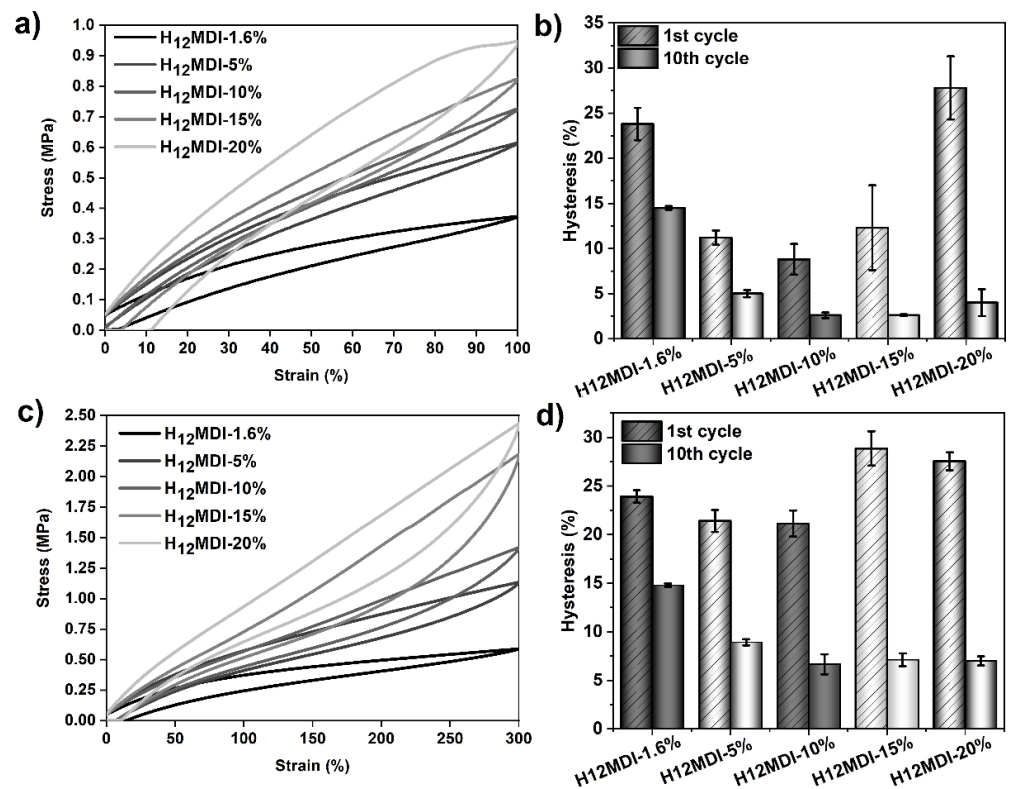 a)
H12MDI-1.6%
H12MDI-5%
H12MDI-10%
H12MDI-15%
H12MDI-20%
Stress (MPa)
1.0
0.9
0.8
0.7
0.6
0.5
0.4
0.3
0.2
0.1
0.0
0 10 20 30 40 50 60 70 80 90 100
Strain (%)
b)
1st cycle
10th cycle
Hysteresis (%)
35
30
25
20
15
10
5
0
H12MDI-1.6%
H12MDI-5%
H12MDI-10%
H12MDI-15%
H12MDI-20%
c)
H12MDI-1.6%
H12MDI-5%
H12MDI-10%
H12MDI-15%
H12MDI-20%
Stress (MPa)
2.50
2.25
2.00
1.75
1.50
1.25
1.00
0.75
0.50
0.25
0.00
0 50 100 150 200 250 300
Strain (%)
d)
1st cycle
10th cycle
Hysteresis (%)
30
25
20
15
10
5
0
H12MDI-1.6%
H12MDI-5%
H12MDI-10%
H12MDI-15%
H12MDI-20%